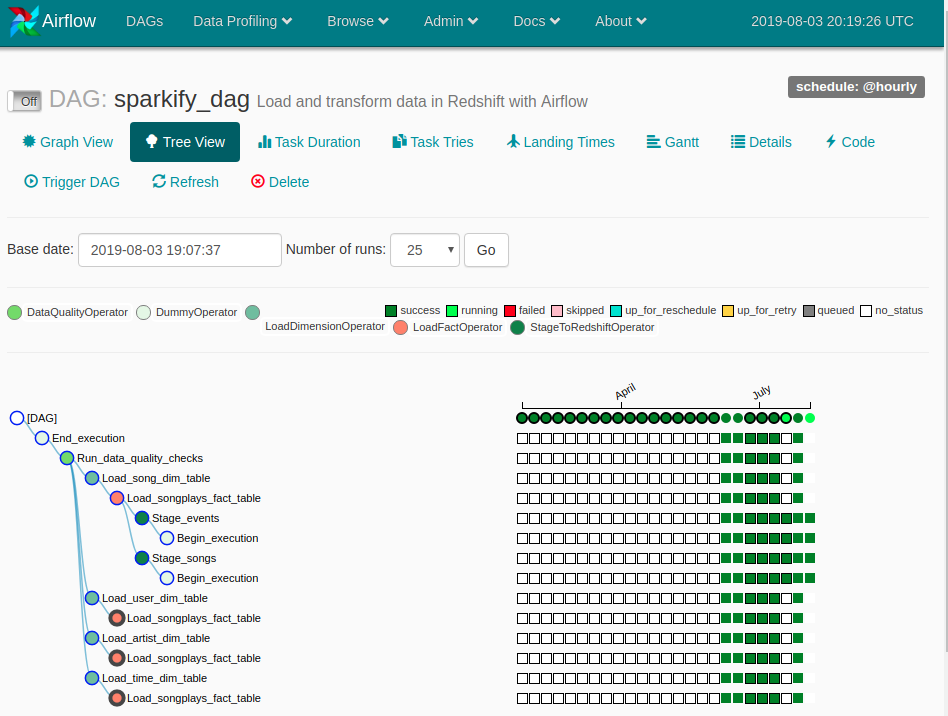 Airflow DAGs Data Profiling Browse Admin Docs About 2019-08-03 20:19:26 UTC
Off DAG: sparkify_dag Load and transform data in Redshift with Airflow schedule: @hourly
Graph View Tree View Task Duration Task Tries Landing Times Gantt Details Code
Trigger DAG Refresh Delete
Base date: 2019-08-03 19:07:37 Number of runs: 25 Go
DataQualityOperator DummyOperator success running failed skipped up_for_reschedule up_for_retry queued no_status
LoadDimensionOperator LoadFactOperator StageToRedshiftOperator
April July
[DAG]
End_execution
Run_data_quality_checks
Load_song_dim_table
Load_songplays_fact_table
Stage_events
Begin_execution
Stage_songs
Begin_execution
Load_user_dim_table
Load_songplays_fact_table
Load_artist_dim_table
Load_songplays_fact_table
Load_time_dim_table
Load_songplays_fact_table